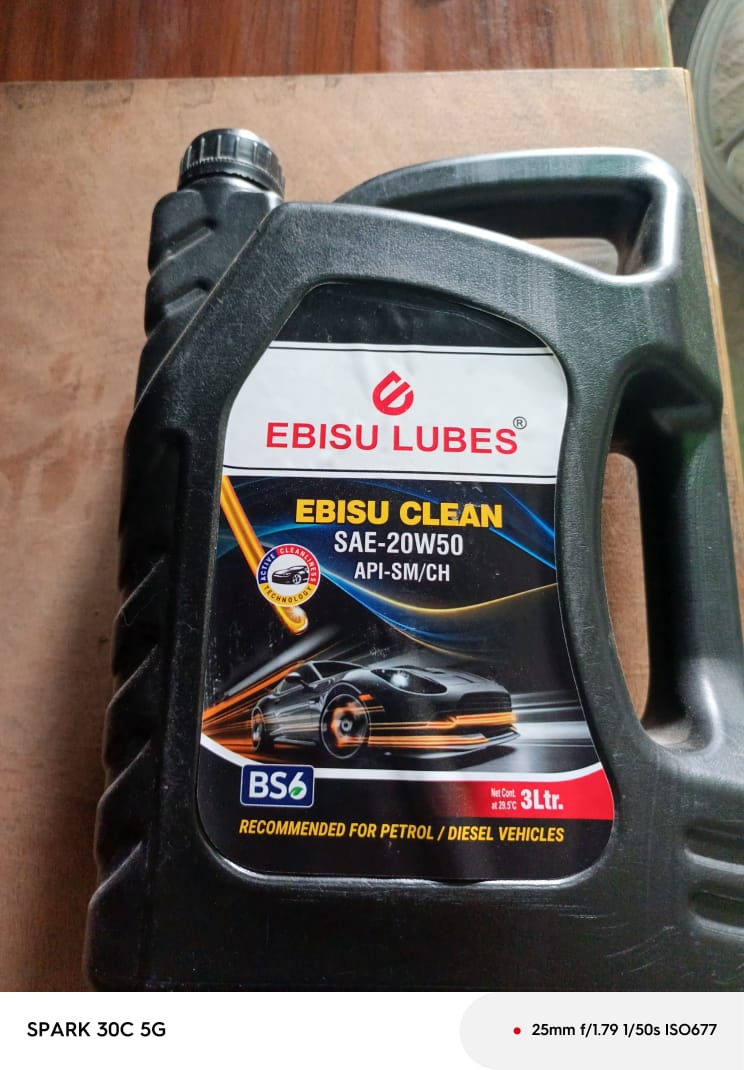 EBISU LUBES®
EBISU CLEAN
SAE-20W50
API-SM/CH
ACTIVE CLEANLINESS
TECHNOLOGY
BS6
Net Cont.
at 29.5°C
3Ltr.
RECOMMENDED FOR PETROL / DIESEL VEHICLES
SPARK 30C 5G
25mm f/1.79 1/50s ISO677